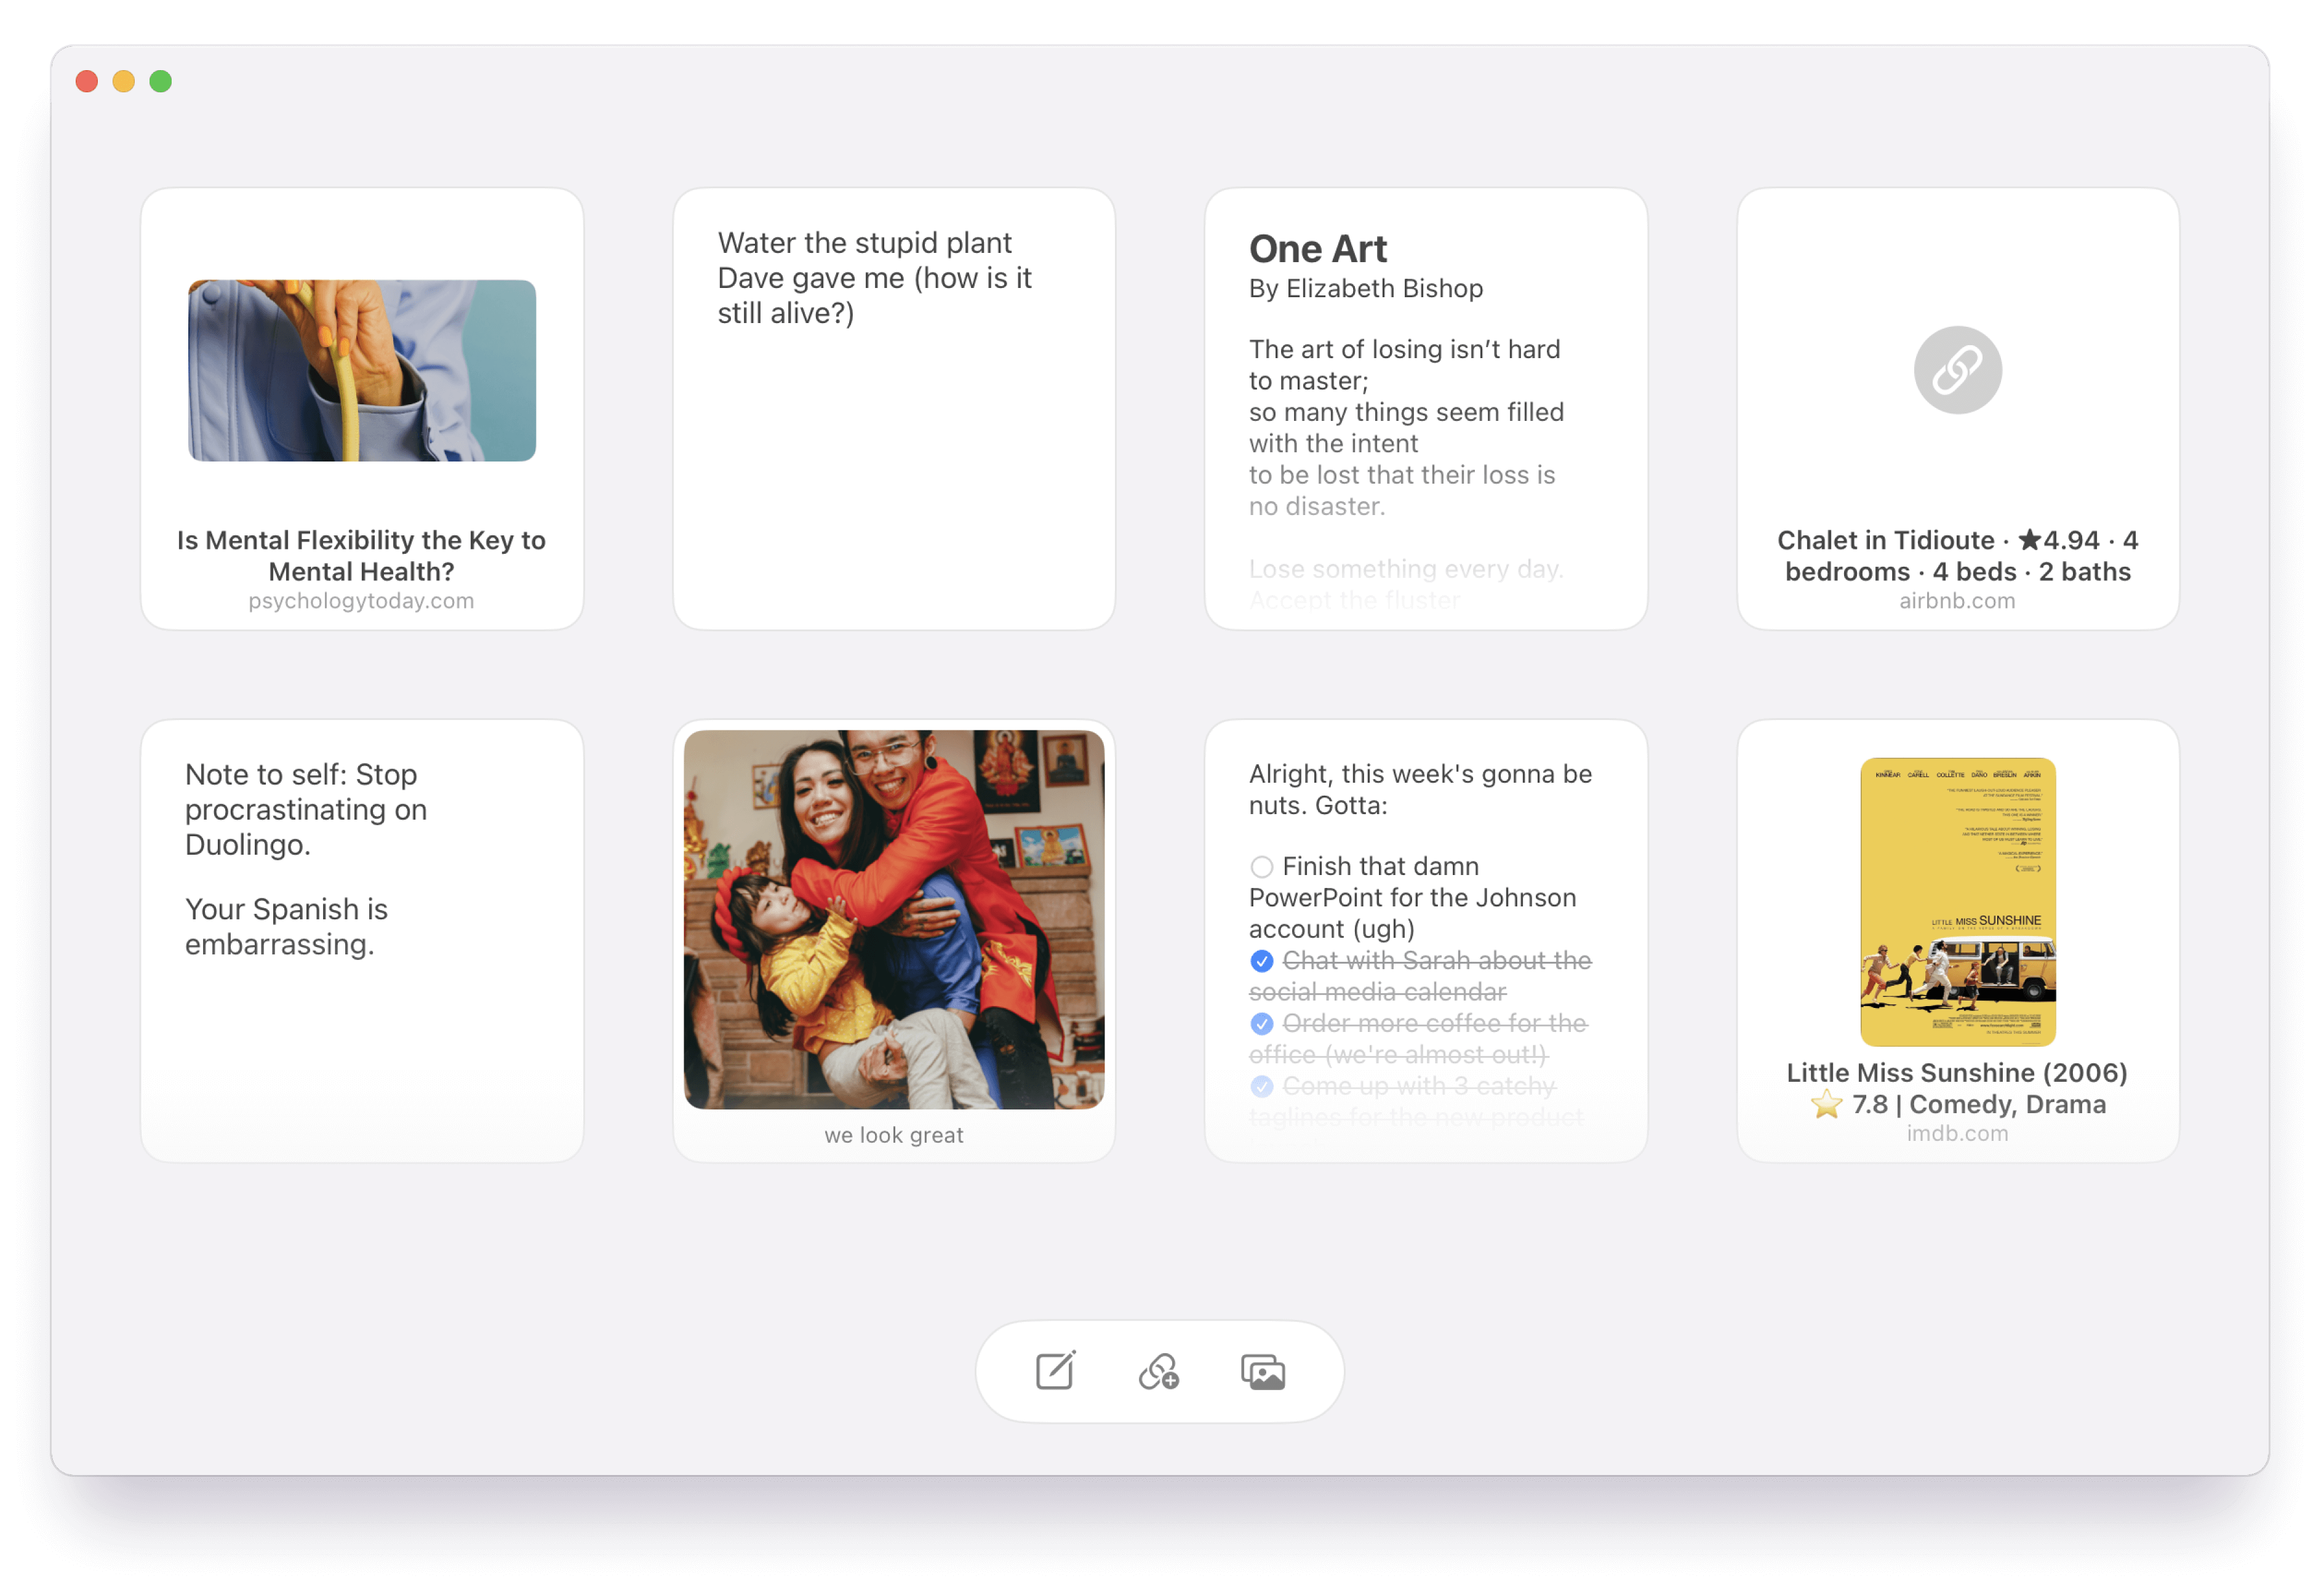 Is Mental Flexibility the Key to
Mental Health?
psychologytoday.com
Water the stupid plant
Dave gave me (how is it
still alive?)
One Art
By Elizabeth Bishop
The art of losing isn’t hard
to master;
so many things seem filled
with the intent
to be lost that their loss is
no disaster.
Lose something every day.
Accept the fluster
Chalet in Tidioute · ★4.94 · 4
bedrooms · 4 beds · 2 baths
airbnb.com
Note to self: Stop
procrastinating on
Duolingo.
Your Spanish is
embarrassing.
we look great
Alright, this week's gonna be
nuts. Gotta:
Finish that damn
PowerPoint for the Johnson
account (ugh)
Chat with Sarah about the
social media calendar
Order more coffee for the
office (we're almost out!)
Come up with 3 catchy
taglines for the new product
KINNEAR CARELL COLLETTE DANO BRESLIN ARKIN
LITTLE MISS SUNSHINE
Little Miss Sunshine (2006)
⭐ 7.8 | Comedy, Drama
imdb.com